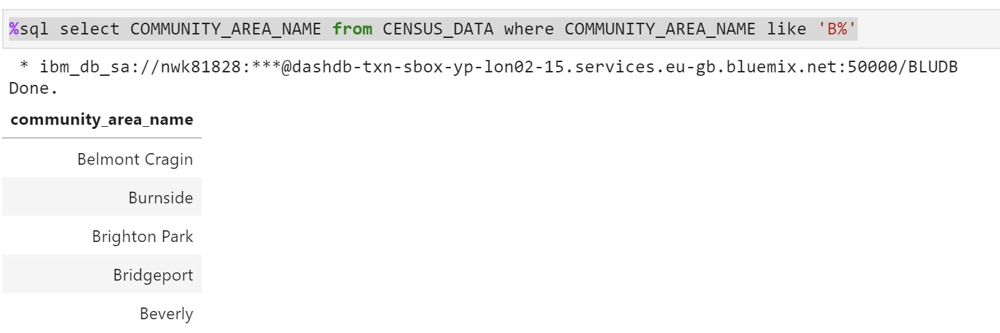 %sql select COMMUNITY_AREA_NAME from CENSUS_DATA where COMMUNITY_AREA_NAME like 'B%'
* ibm_db_sa://nwk81828:***@dashdb-txn-sbox-yp-lon02-15.services.eu-gb.bluemix.net:50000/BLUDB
Done.
community_area_name
Belmont Cragin
Burnside
Brighton Park
Bridgeport
Beverly